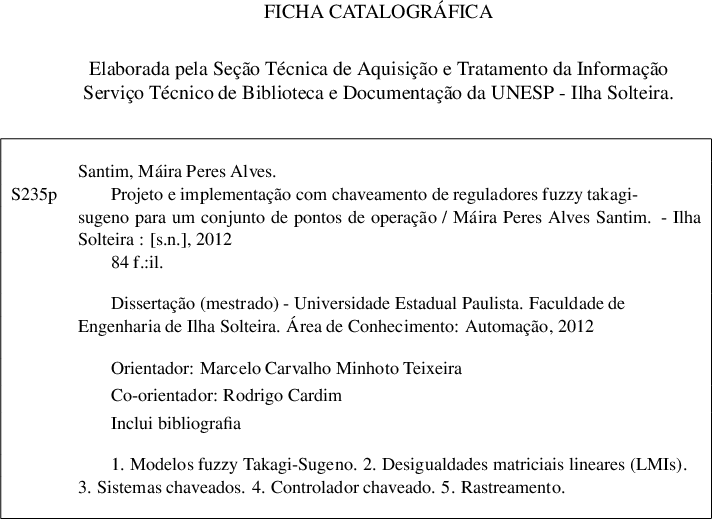 FICHA CATALOGRÁFICA
Elaborada pela Seção Técnica de Aquisição e Tratamento da Informação
Serviço Técnico de Biblioteca e Documentação da UNESP - Ilha Solteira.
Santim, Máira Peres Alves.
S235p Projeto e implementação com chaveamento de reguladores fuzzy takagi-
sugeno para um conjunto de pontos de operação / Máira Peres Alves Santim. - Ilha
Solteira : [s.n.], 2012
84 f.:il.
Dissertação (mestrado) - Universidade Estadual Paulista. Faculdade de
Engenharia de Ilha Solteira. Área de Conhecimento: Automação, 2012
Orientador: Marcelo Carvalho Minhoto Teixeira
Co-orientador: Rodrigo Cardim
Inclui bibliografia
1. Modelos fuzzy Takagi-Sugeno. 2. Desigualdades matriciais lineares (LMIs).
3. Sistemas chaveados. 4. Controlador chaveado. 5. Rastreamento.